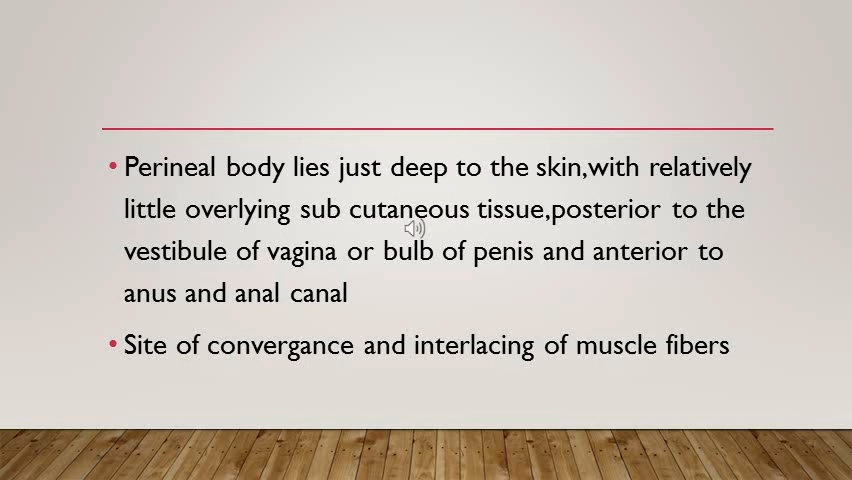 • Perineal body lies just deep to the skin,with relatively
little overlying sub cutaneous tissue,posterior to the
vestibule of vagina or bulb of penis and anterior to
anus and anal canal
• Site of convergance and interlacing of muscle fibers